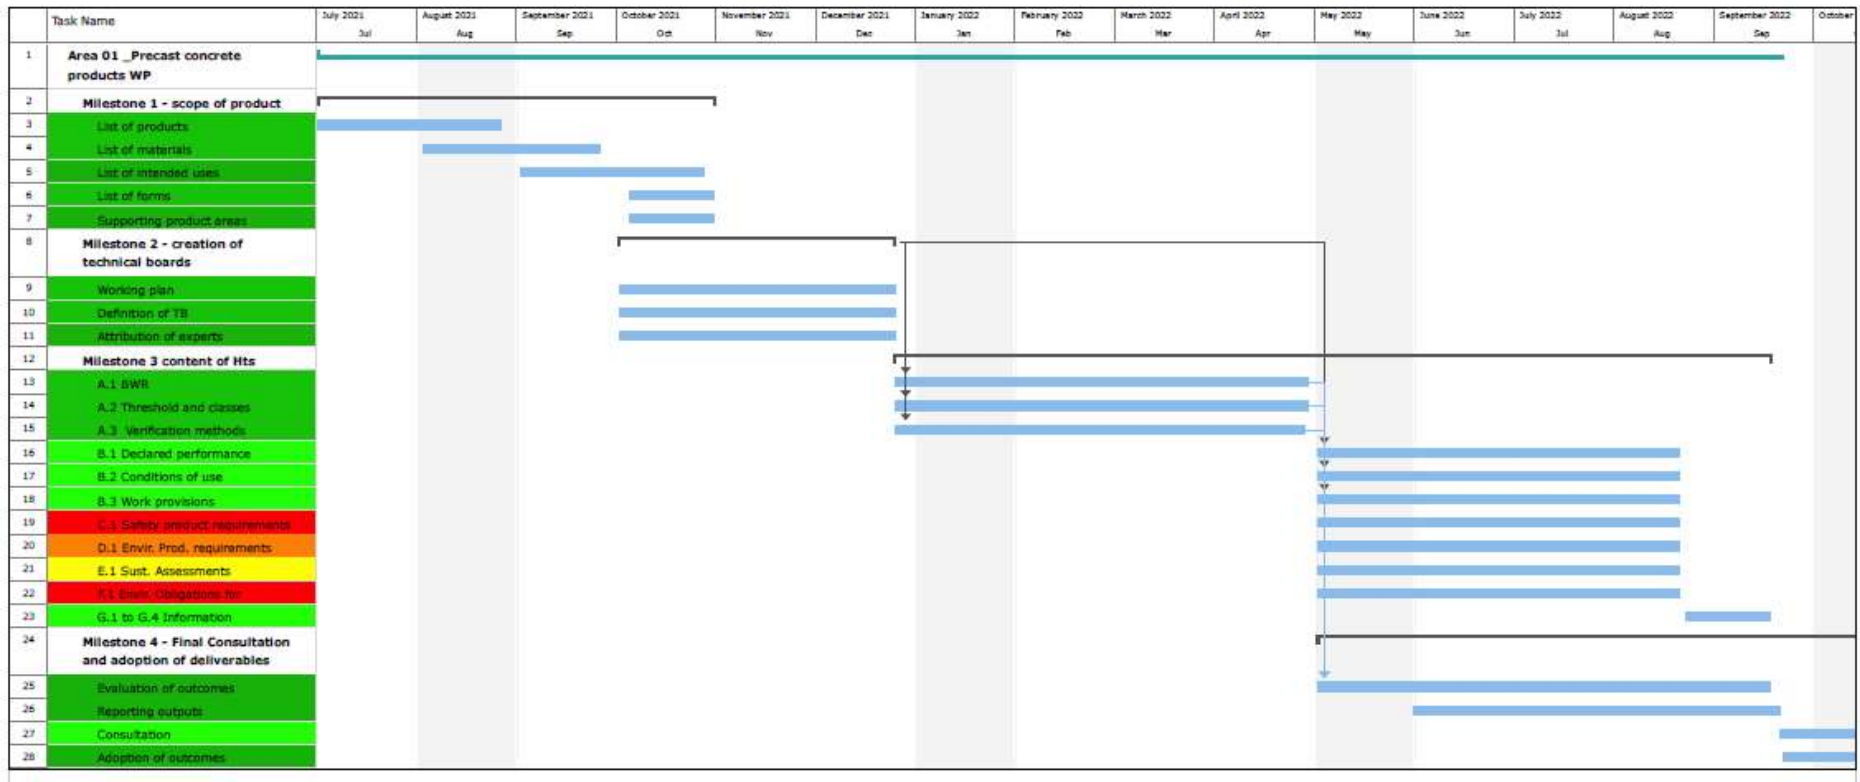 Task Name
July 2021 August 2021 September 2021 October 2021 November 2021 December 2021 January 2022 February 2022 March 2022 April 2022 May 2022 June 2022 July 2022 August 2022 September 2022 October
Jul Aug Sep Oct Nov Dec Jan Feb Mar Apr May Jun Jul Aug Sep
1 Area 01 _Precast concrete
products WP
2 Milestone 1 - scope of product
3 List of products
4 List of materials
5 List of intended uses
6 List of forms
7 Supporting product areas
8 Milestone 2 - creation of
technical boards
9 Working plan
10 Definition of TB
11 Attribution of experts
12 Milestone 3 content of Hts
13 A.1 BWR
14 A.2 Threshold and classes
15 A.3 Verification methods
16 B.1 Declared performance
17 B.2 Conditions of use
18 B.3 Work provisions
19 C.1 Safety product requirements
20 D.1 Envir. Prod. requirements
21 E.1 Sust. Assessments
22 F.1 Envir. Obligations for
23 G.1 to G.4 Information
24 Milestone 4 - Final Consultation
and adoption of deliverables
25 Evaluation of outcomes
26 Reporting outputs
27 Consultation
28 Adoption of outcomes